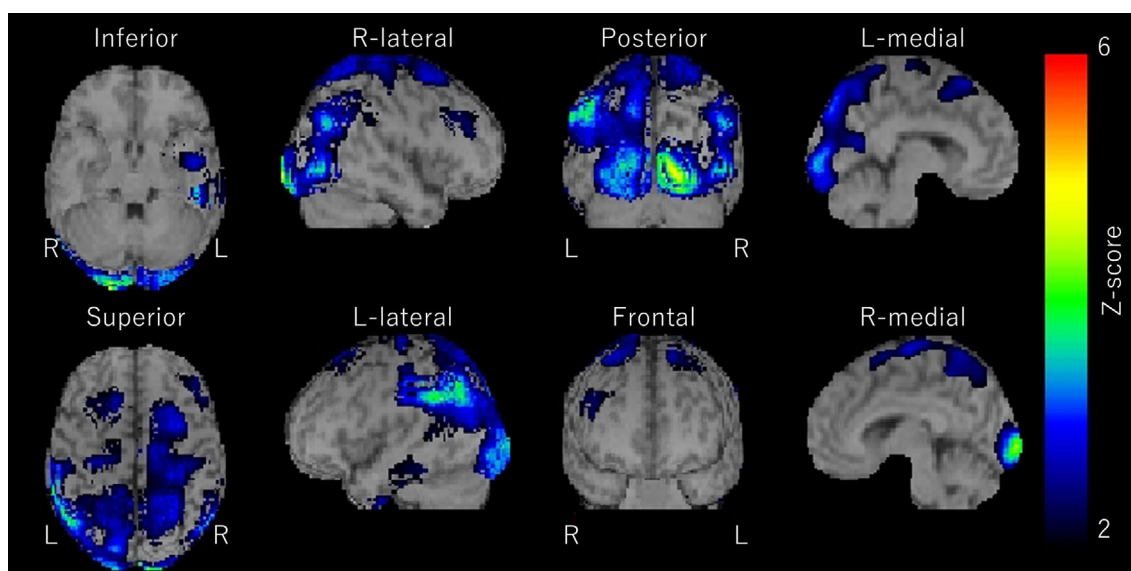 Inferior
R-lateral
Posterior
L-medial
6
R
L
L
R
Z-score
Superior
L-lateral
Frontal
R-medial
L
R
R
L
2